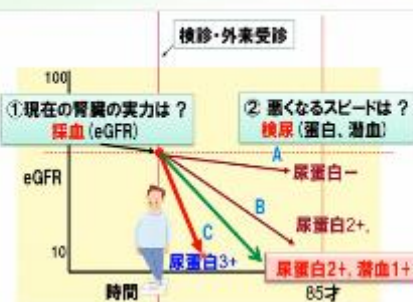 検診・外来受診
100
①現在の腎臓の実力は？
採血(eGFR)
② 悪くなるスピードは？
検尿(蛋白、潜血)
A
尿蛋白ー
eGFR
B
尿蛋白2+,
C
10
尿蛋白3+
尿蛋白2+, 潜血1+
時間
85才